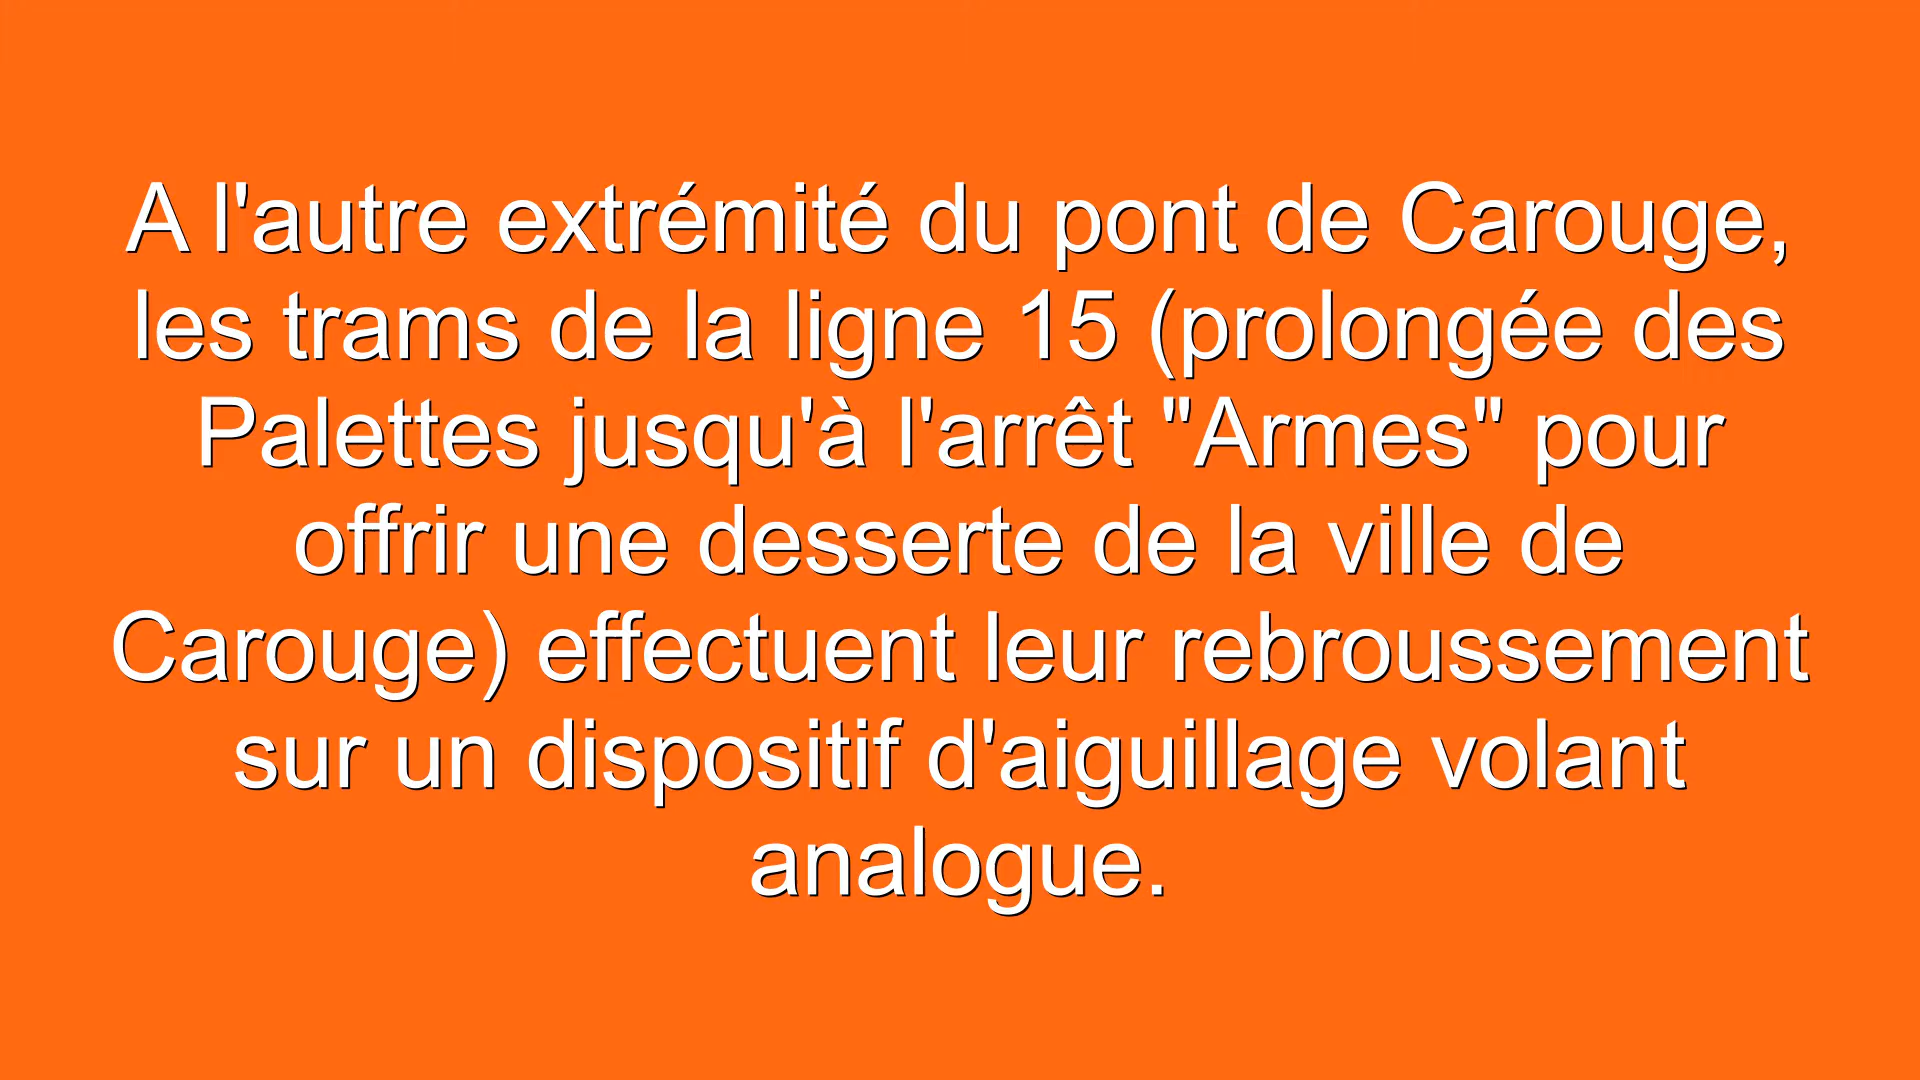 A l'autre extrémité du pont de Carouge,
les trams de la ligne 15 (prolongée des
Palettes jusqu'à l'arrêt "Armes" pour
offrir une desserte de la ville de
Carouge) effectuent leur rebroussement
sur un dispositif d'aiguillage volant
analogue.